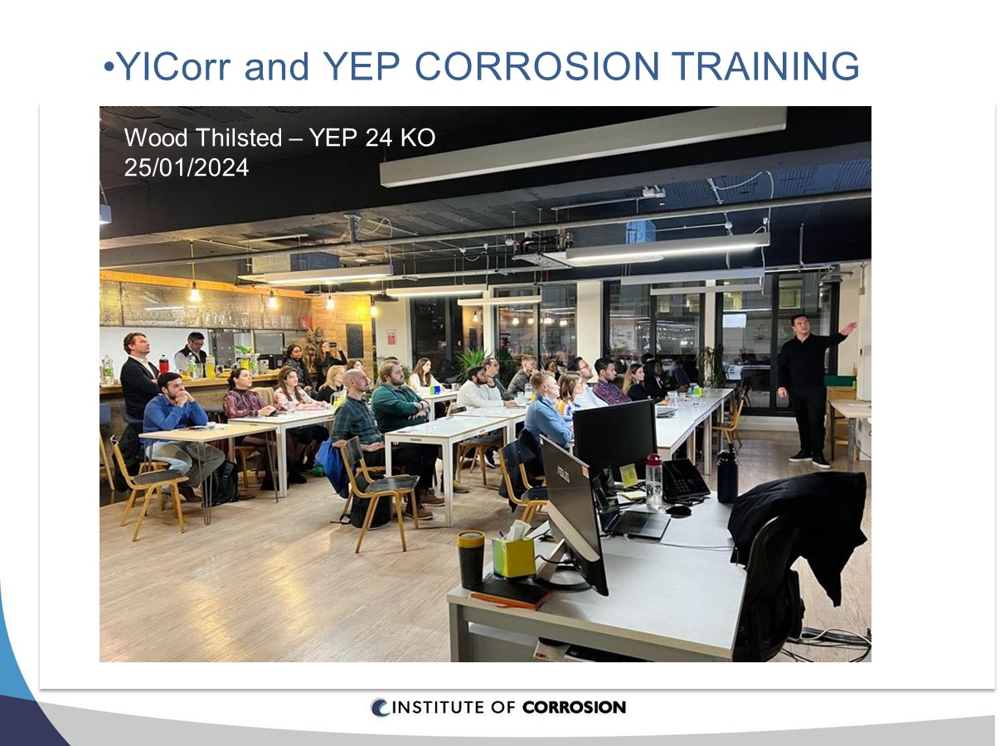 •YICorr and YEP CORROSION TRAINING
Wood Thilsted – YEP 24 KO
25/01/2024
INSTITUTE OF CORROSION